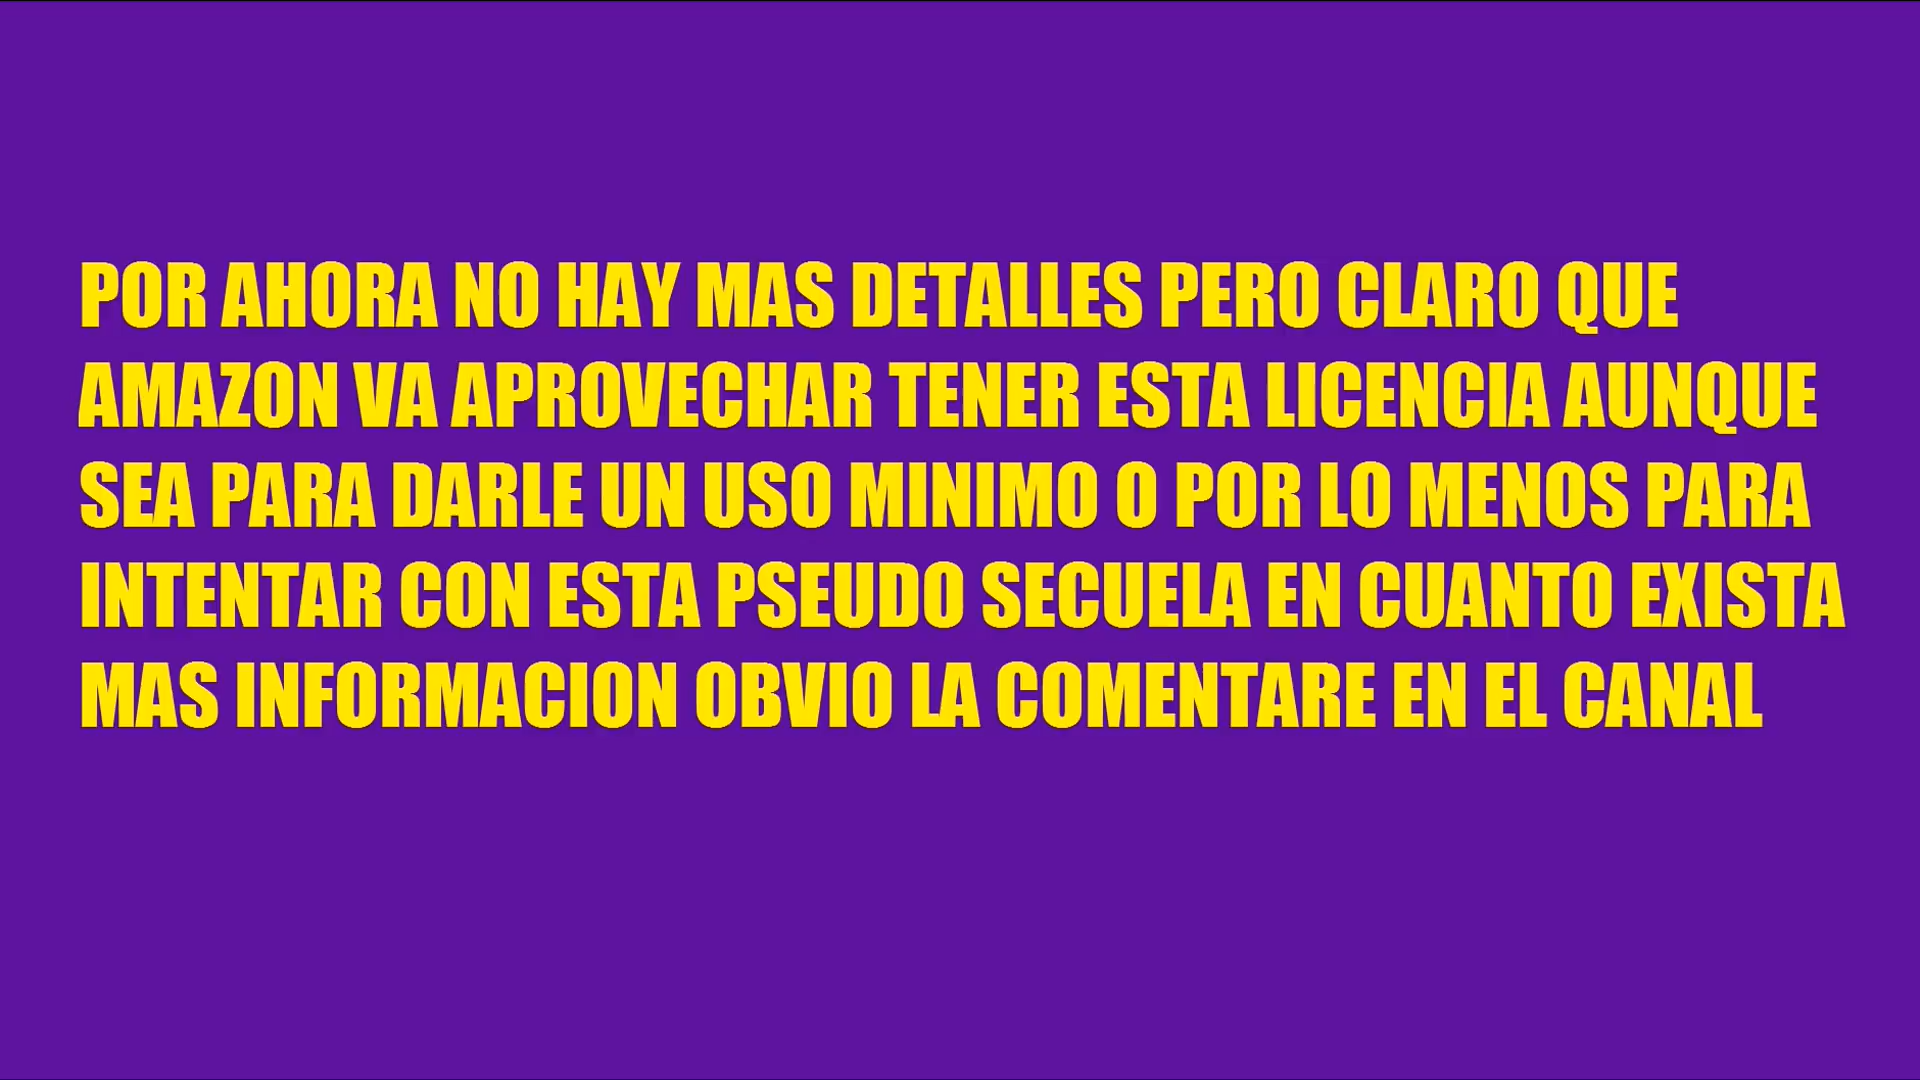 POR AHORA NO HAY MAS DETALLES PERO CLARO QUE
AMAZON VA APROVECHAR TENER ESTA LICENCIA AUNQUE
SEA PARA DARLE UN USO MINIMO O POR LO MENOS PARA
INTENTAR CON ESTA PSEUDO SECUELA EN CUANTO EXISTA
MAS INFORMACION OBVIO LA COMENTARE EN EL CANAL